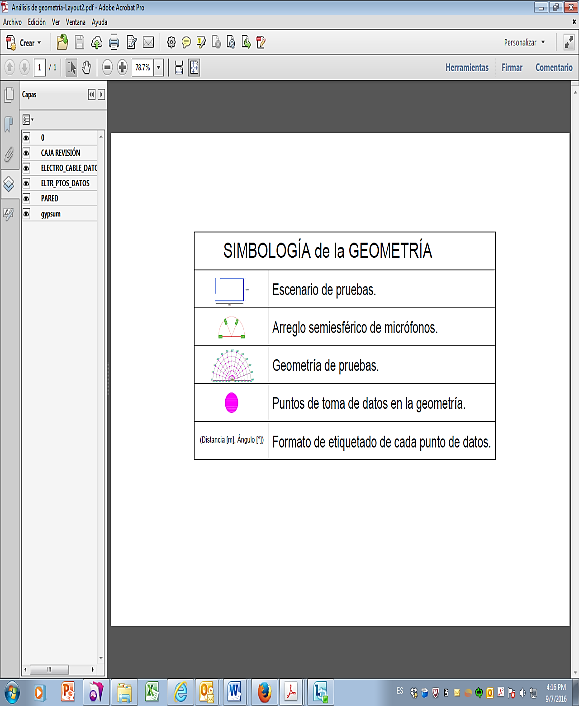 Análisis de geometría-Layout2.pdf - Adobe Acrobat Pro
Archivo Edición Ver Ventana Ayuda
Crear
Personalizar
1 / 1
78.7%
Herramientas Firmar Comentario
Capas
0
CAJA REVISIÓN
ELECTRO_CABLE_DATO
ELTR_PTOS_DATOS
PARED
gypsum
SIMBOLOGÍA de la GEOMETRÍA
Escenario de pruebas.
Arreglo semiesférico de micrófonos.
Geometría de pruebas.
Puntos de toma de datos en la geometría.
(Distancia [m], Ángulo [°]) Formato de etiquetado de cada punto de datos.
ES
4:16 PM
9/7/2016